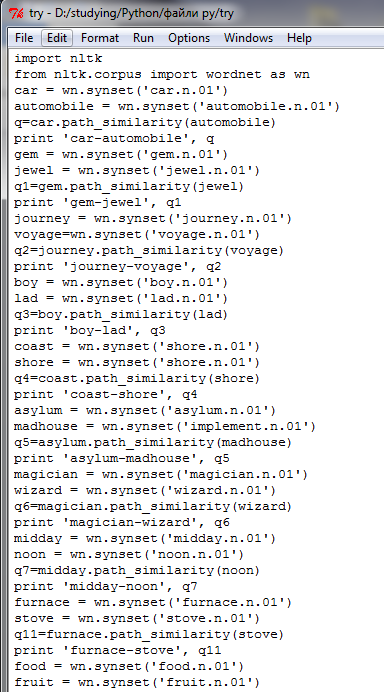 try - D:/studying/Python/файли py/try
File Edit Format Run Options Windows Help
import nltk
from nltk.corpus import wordnet as wn
car = wn.synset('car.n.01')
automobile = wn.synset('automobile.n.01')
q=car.path_similarity(automobile)
print 'car-automobile', q
gem = wn.synset('gem.n.01')
jewel = wn.synset('jewel.n.01')
q1=gem.path_similarity(jewel)
print 'gem-jewel', q1
journey = wn.synset('journey.n.01')
voyage=wn.synset('voyage.n.01')
q2=journey.path_similarity(voyage)
print 'journey-voyage', q2
boy = wn.synset('boy.n.01')
lad = wn.synset('lad.n.01')
q3=boy.path_similarity(lad)
print 'boy-lad', q3
coast = wn.synset('shore.n.01')
shore = wn.synset('shore.n.01')
q4=coast.path_similarity(shore)
print 'coast-shore', q4
asylum = wn.synset('asylum.n.01')
madhouse = wn.synset('implement.n.01')
q5=asylum.path_similarity(madhouse)
print 'asylum-madhouse', q5
magician = wn.synset('magician.n.01')
wizard = wn.synset('wizard.n.01')
q6=magician.path_similarity(wizard)
print 'magician-wizard', q6
midday = wn.synset('midday.n.01')
noon = wn.synset('noon.n.01')
q7=midday.path_similarity(noon)
print 'midday-noon', q7
furnace = wn.synset('furnace.n.01')
stove = wn.synset('stove.n.01')
q11=furnace.path_similarity(stove)
print 'furnace-stove', q11
food = wn.synset('food.n.01')
fruit = wn.synset('fruit.n.01')